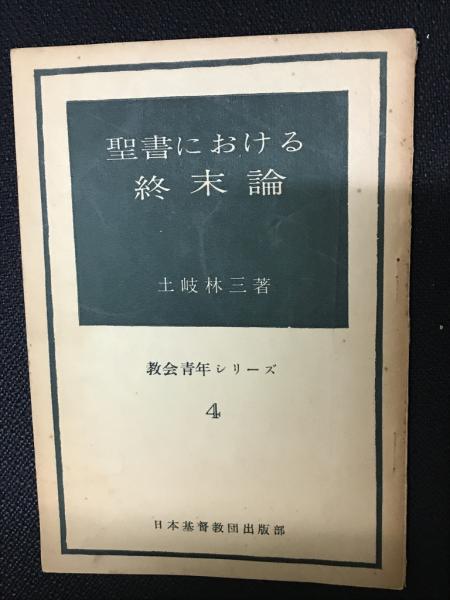 聖書における
終末論
土岐林三著
教会青年シリーズ
4
日本基督教団出版部